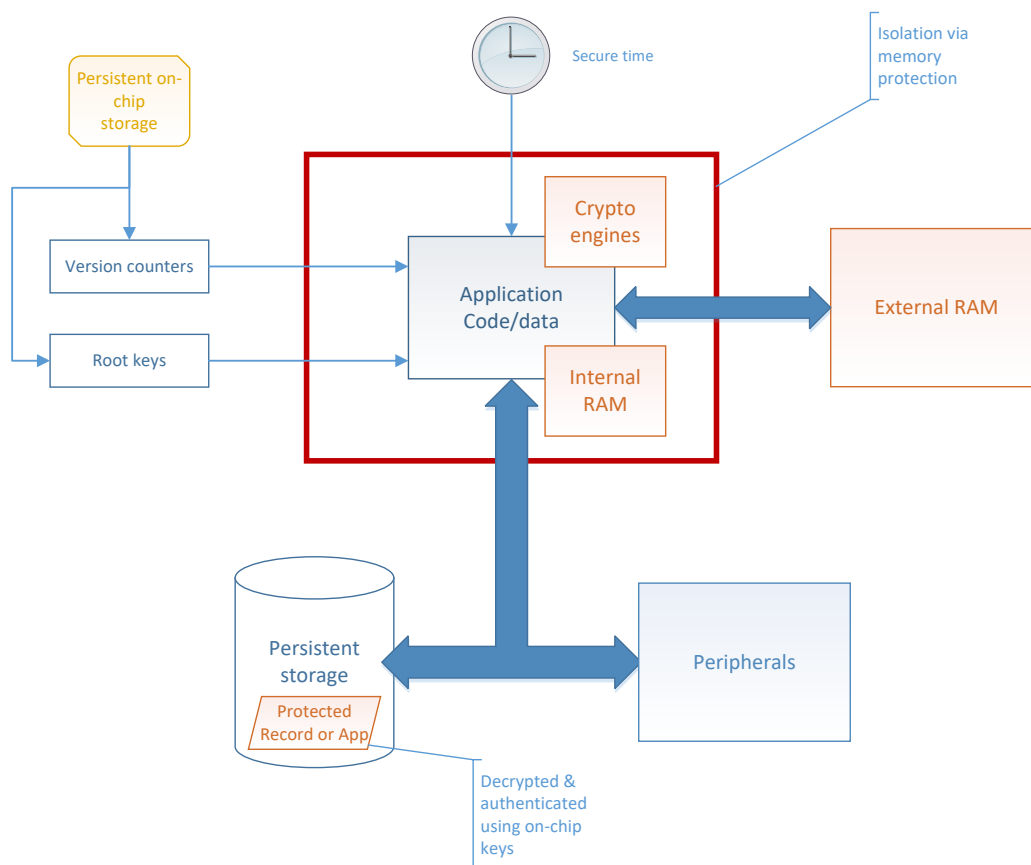 Persistent on-
chip
storage
Secure time
Isolation via
memory
protection
Crypto
engines
Version counters
Application
Code/data
External RAM
Root keys
Internal
RAM
Persistent
storage
Peripherals
Protected
Record or App
Decrypted &
authenticated
using on-chip
keys